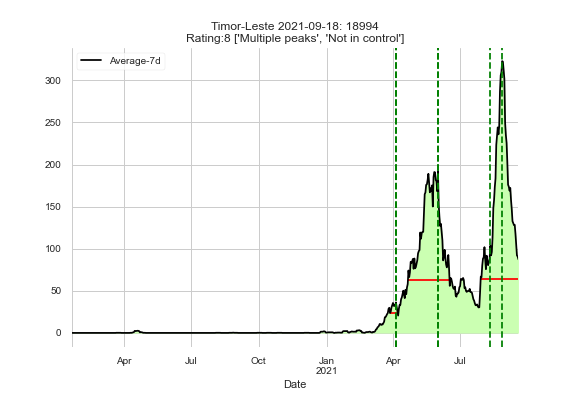 Timor-Leste 2021-09-18: 18994
Rating:8 ['Multiple peaks', 'Not in control']
Average-7d
300
250
200
150
100
50
0
Apr
Jul
Oct
Jan
2021
Apr
Jul
Date